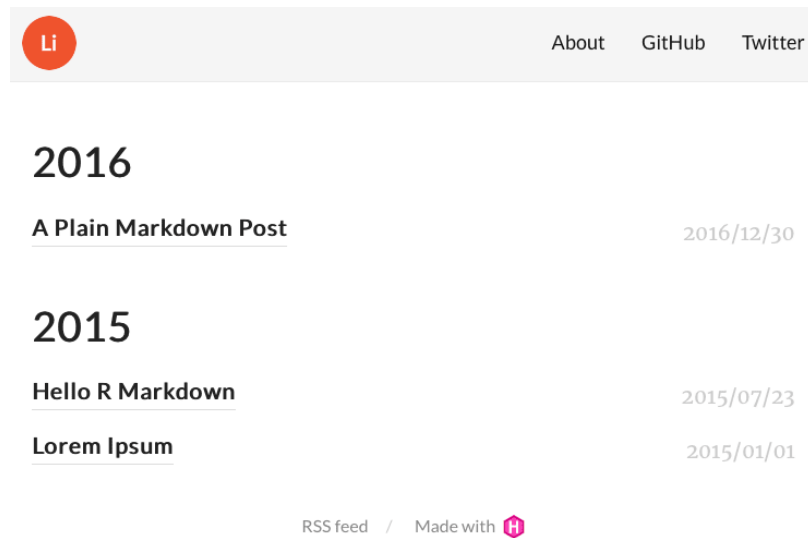 Li About GitHub Twitter
2016
A Plain Markdown Post 2016/12/30
2015
Hello R Markdown 2015/07/23
Lorem Ipsum 2015/01/01
RSS feed / Made with H